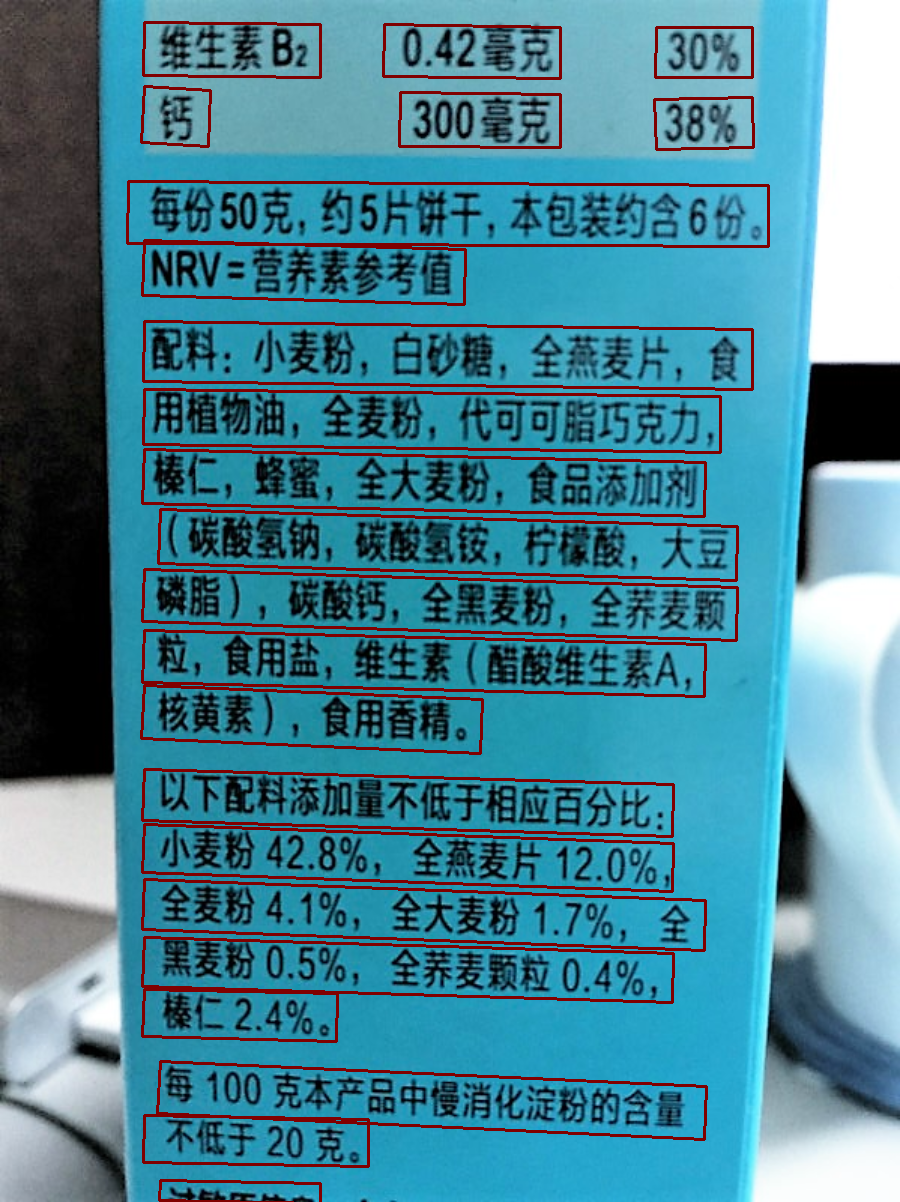 维生素B₂ 0.42毫克 30%
钙 300毫克 38%
每份50克, 约5片饼干, 本包装约含6份。
NRV=营养素参考值
配料：小麦粉，白砂糖，全燕麦片，食
用植物油，全麦粉，代可可脂巧克力，
榛仁，蜂蜜，全大麦粉，食品添加剂
（碳酸氢钠，碳酸氢铵，柠檬酸，大豆
磷脂），碳酸钙，全黑麦粉，全荞麦颗
粒，食用盐，维生素（醋酸维生素A，
核黄素），食用香精。
以下配料添加量不低于相应百分比：
小麦粉 42.8%， 全燕麦片 12.0%，
全麦粉 4.1%， 全大麦粉 1.7%， 全
黑麦粉 0.5%， 全荞麦颗粒 0.4%，
榛仁 2.4%。
每 100 克本产品中慢消化淀粉的含量
不低于 20 克。